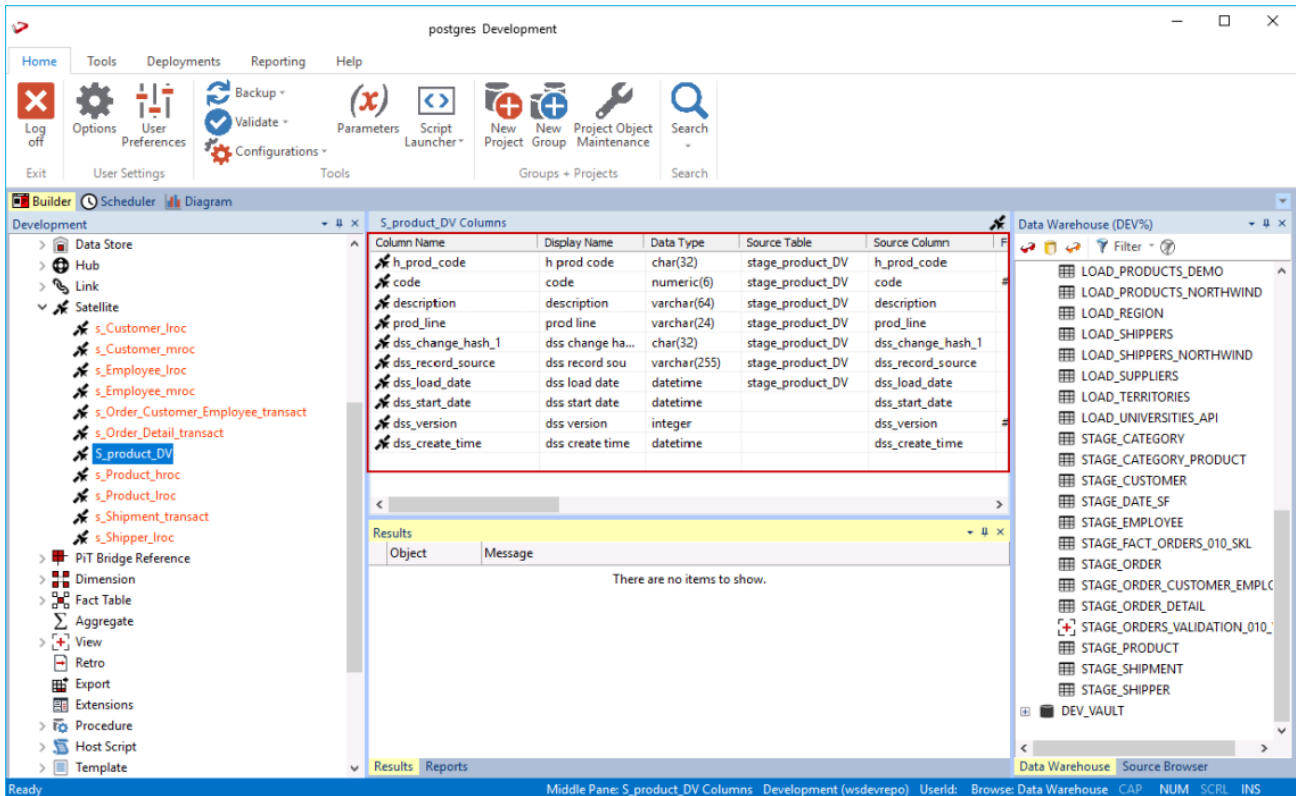 postgres Development
Home Tools Deployments Reporting Help
Log off
Options
User Preferences
Backup
Validate
Configurations
Parameters
Script Launcher
New Project
New Group
Project Object Maintenance
Search
Exit User Settings Tools Groups + Projects Search
Builder Scheduler Diagram
Development
Data Store
Hub
Link
Satellite
s_Customer_lroc
s_Customer_mroc
s_Employee_lroc
s_Employee_mroc
s_Order_Customer_Employee_transact
s_Order_Detail_transact
S_product_DV
s_Product_hroc
s_Product_lroc
s_Shipment_transact
s_Shipper_lroc
PiT Bridge Reference
Dimension
Fact Table
Aggregate
View
Retro
Export
Extensions
Procedure
Host Script
Template
S_product_DV Columns
Column Name Display Name Data Type Source Table Source Column F
h_prod_code h prod code char(32) stage_product_DV h_prod_code
code code numeric(6) stage_product_DV code #
description description varchar(64) stage_product_DV description
prod_line prod line varchar(24) stage_product_DV prod_line
dss_change_hash_1 dss change ha... char(32) stage_product_DV dss_change_hash_1
dss_record_source dss record sou varchar(255) stage_product_DV dss_record_source
dss_load_date dss load date datetime stage_product_DV dss_load_date
dss_start_date dss start date datetime dss_start_date
dss_version dss version integer dss_version #
dss_create_time dss create time datetime dss_create_time
Results
Object Message
There are no items to show.
Results Reports
Data Warehouse (DEV%)
Filter
LOAD_PRODUCTS_DEMO
LOAD_PRODUCTS_NORTHWIND
LOAD_REGION
LOAD_SHIPPERS
LOAD_SHIPPERS_NORTHWIND
LOAD_SUPPLIERS
LOAD_TERRITORIES
LOAD_UNIVERSITIES_API
STAGE_CATEGORY
STAGE_CATEGORY_PRODUCT
STAGE_CUSTOMER
STAGE_DATE_SF
STAGE_EMPLOYEE
STAGE_FACT_ORDERS_010_SKL
STAGE_ORDER
STAGE_ORDER_CUSTOMER_EMPLC
STAGE_ORDER_DETAIL
STAGE_ORDERS_VALIDATION_010_
STAGE_PRODUCT
STAGE_SHIPMENT
STAGE_SHIPPER
DEV_VAULT
Data Warehouse Source Browser
Ready Middle Pane: S_product_DV Columns Development (wsdevrepo) UserId: Browse: Data Warehouse CAP NUM SCRL INS